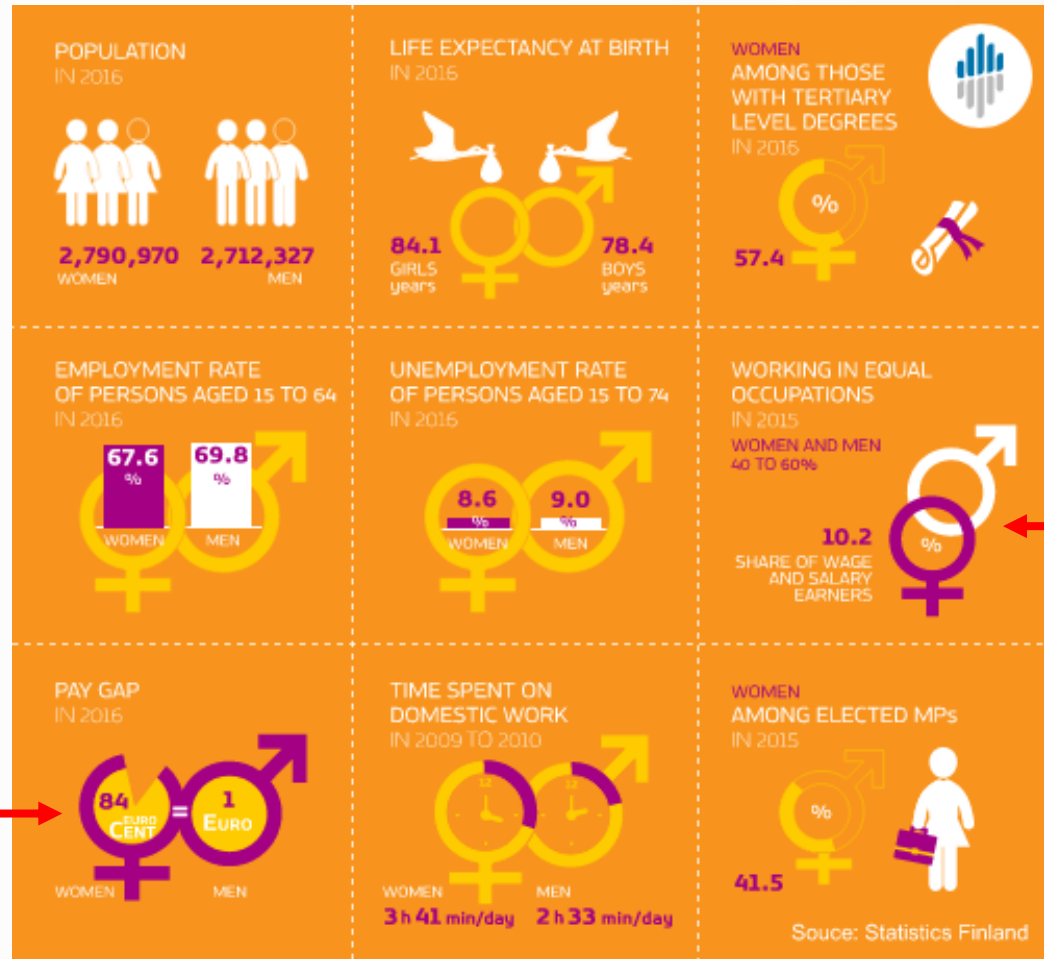 POPULATION
IN 2016
2,790,970
WOMEN
2,712,327
MEN
LIFE EXPECTANCY AT BIRTH
IN 2016
84.1
GIRLS
years
78.4
BOYS
years
WOMEN
AMONG THOSE
WITH TERTIARY
LEVEL DEGREES
IN 2016
%
57.4
EMPLOYMENT RATE
OF PERSONS AGED 15 TO 64
IN 2016
67.6
%
WOMEN
69.8
%
MEN
UNEMPLOYMENT RATE
OF PERSONS AGED 15 TO 74
IN 2016
8.6
%
WOMEN
9.0
%
MEN
WORKING IN EQUAL
OCCUPATIONS
IN 2015
WOMEN AND MEN
40 TO 60%
10.2
%
SHARE OF WAGE
AND SALARY
EARNERS
PAY GAP
IN 2016
84
EURO
CENT
=
1
EURO
WOMEN
MEN
TIME SPENT ON
DOMESTIC WORK
IN 2009 TO 2010
12
12
WOMEN
3 h 41 min/day
MEN
2 h 33 min/day
WOMEN
AMONG ELECTED MPs
IN 2015
%
41.5
Souce: Statistics Finland